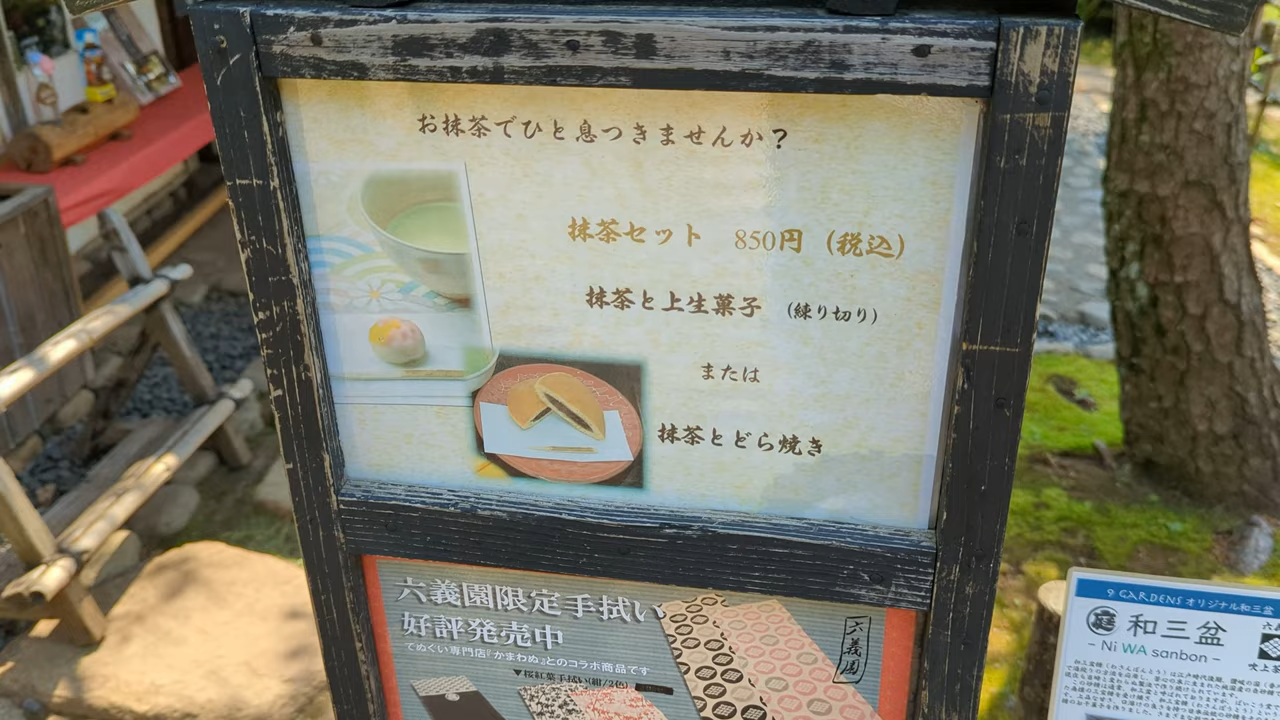 お抹茶でひと息つきませんか？
抹茶セット 850円（税込）
抹茶と上生菓子 （練り切り）
または
抹茶とどら焼き
六義園限定手拭い
好評発売中
てぬぐい専門店『かまわぬ』とのコラボ商品です
▼桜紅葉手拭い(紺/2色)
六義園
9 GARDENS オリジナル和三盆
庭 和三盆
- Ni WA sanbon -